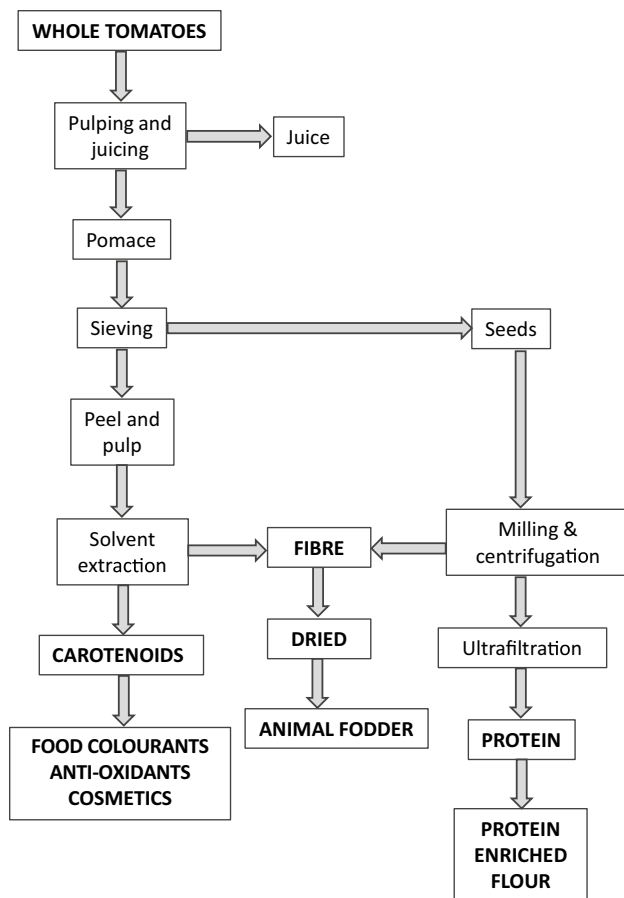 WHOLE TOMATOES
Pulping and
juicing
Juice
Pomace
Sieving
Seeds
Peel and
pulp
Solvent
extraction
FIBRE
Milling &
centrifugation
CAROTENOIDS
DRIED
Ultrafiltration
FOOD COLOURANTS
ANTI-OXIDANTS
COSMETICS
ANIMAL FODDER
PROTEIN
PROTEIN
ENRICHED
FLOUR